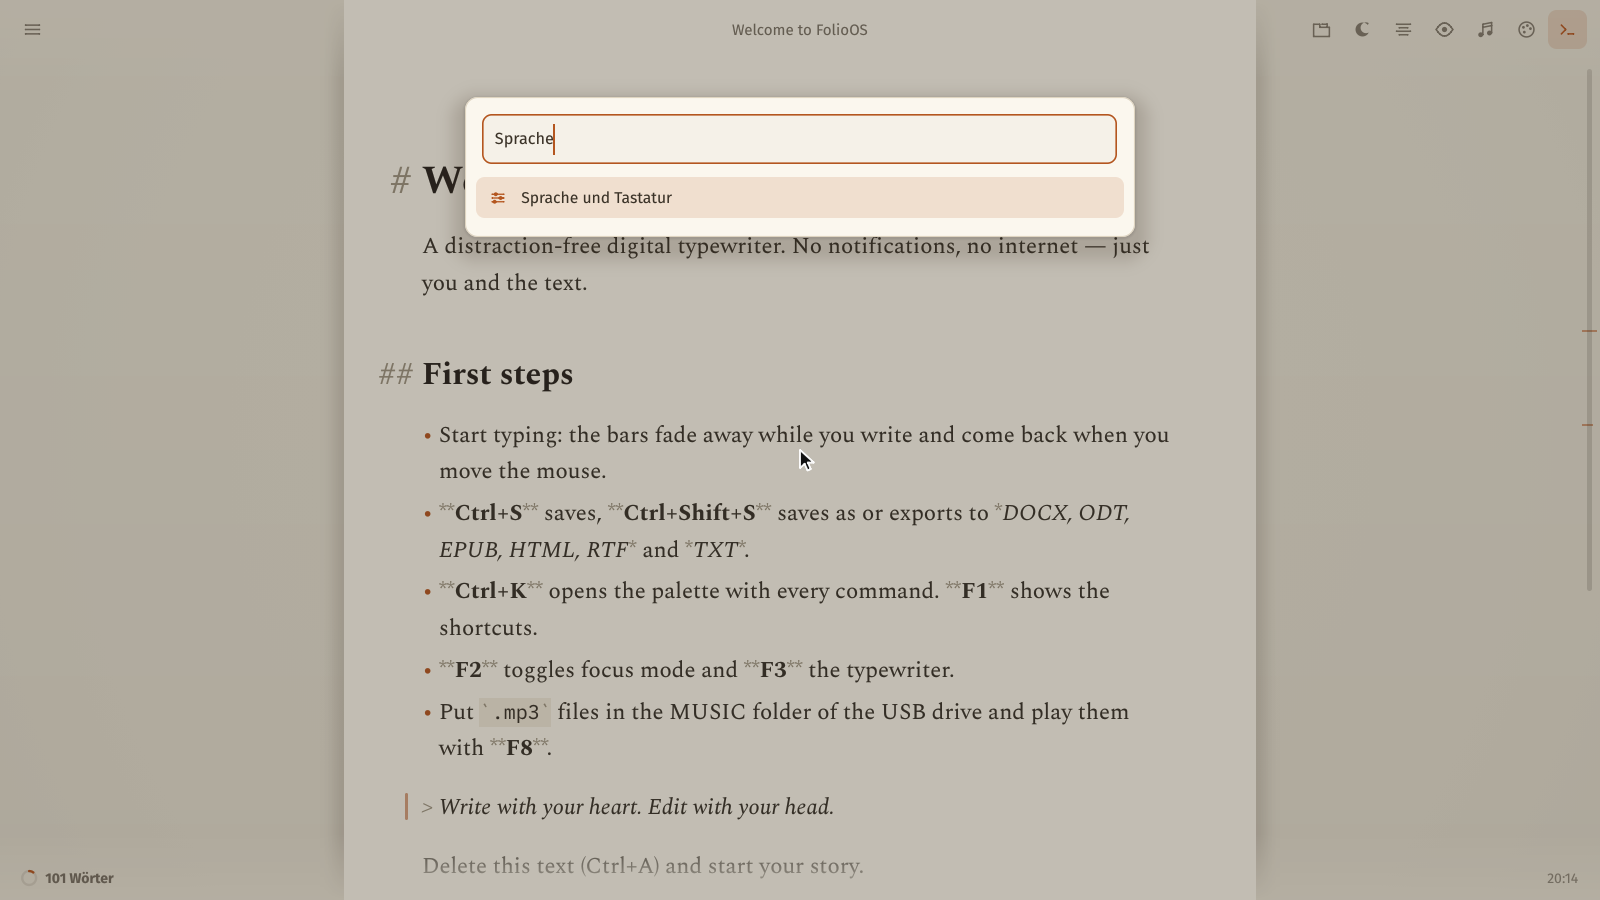 Welcome to FolioOS
Sprache
Sprache und Tastatur
# W
A distraction-free digital typewriter. No notifications, no internet — just
you and the text.
## First steps
• Start typing: the bars fade away while you write and come back when you
move the mouse.
• **Ctrl+S** saves, **Ctrl+Shift+S** saves as or exports to *DOCX, ODT,
EPUB, HTML, RTF* and *TXT*.
• **Ctrl+K** opens the palette with every command. **F1** shows the
shortcuts.
• **F2** toggles focus mode and **F3** the typewriter.
• Put `.mp3` files in the MUSIC folder of the USB drive and play them
with **F8**.
> Write with your heart. Edit with your head.
Delete this text (Ctrl+A) and start your story.
101 Wörter
20:14